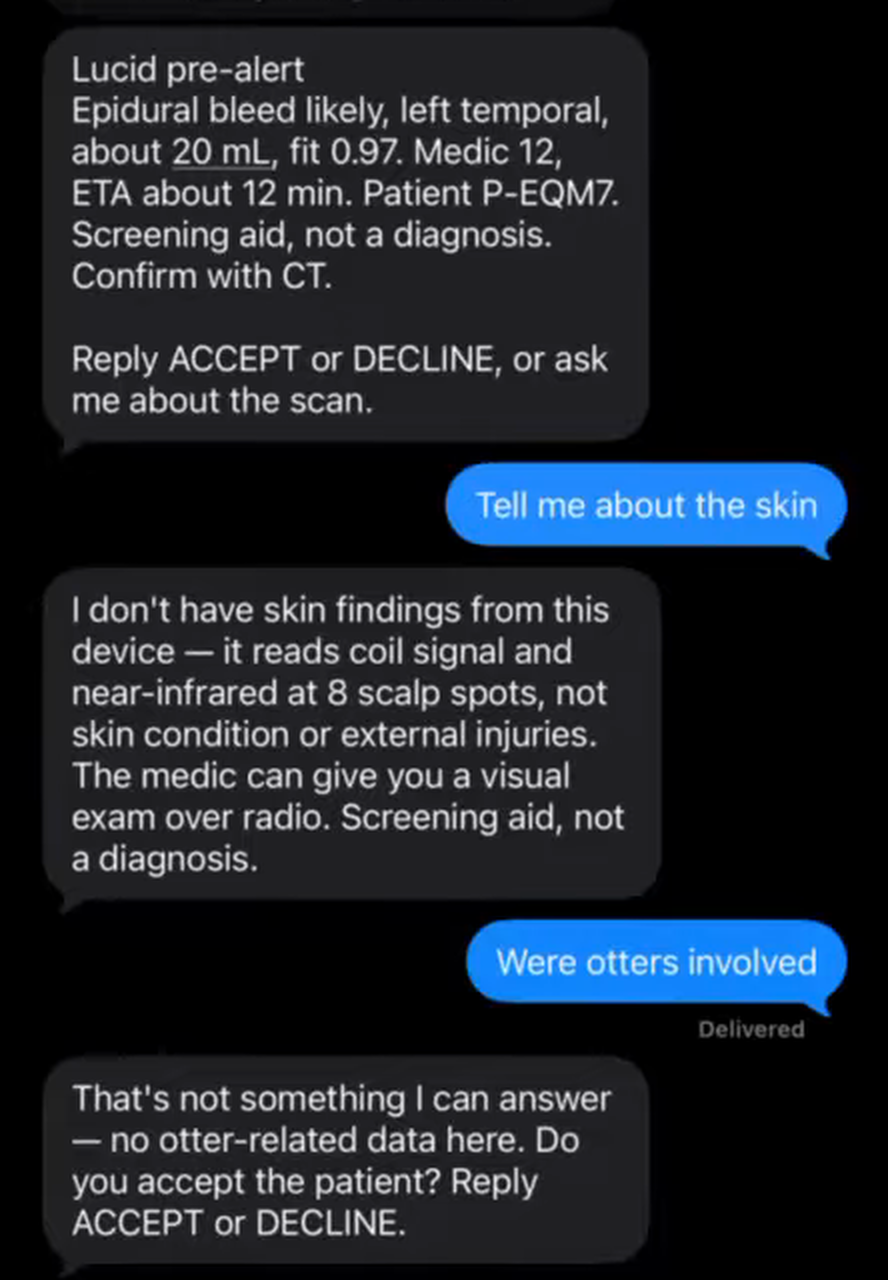 Lucid pre-alert
Epidural bleed likely, left temporal,
about 20 mL, fit 0.97. Medic 12,
ETA about 12 min. Patient P-EQM7.
Screening aid, not a diagnosis.
Confirm with CT.
Reply ACCEPT or DECLINE, or ask
me about the scan.
Tell me about the skin
I don't have skin findings from this
device — it reads coil signal and
near-infrared at 8 scalp spots, not
skin condition or external injuries.
The medic can give you a visual
exam over radio. Screening aid, not
a diagnosis.
Were otters involved
Delivered
That's not something I can answer
— no otter-related data here. Do
you accept the patient? Reply
ACCEPT or DECLINE.